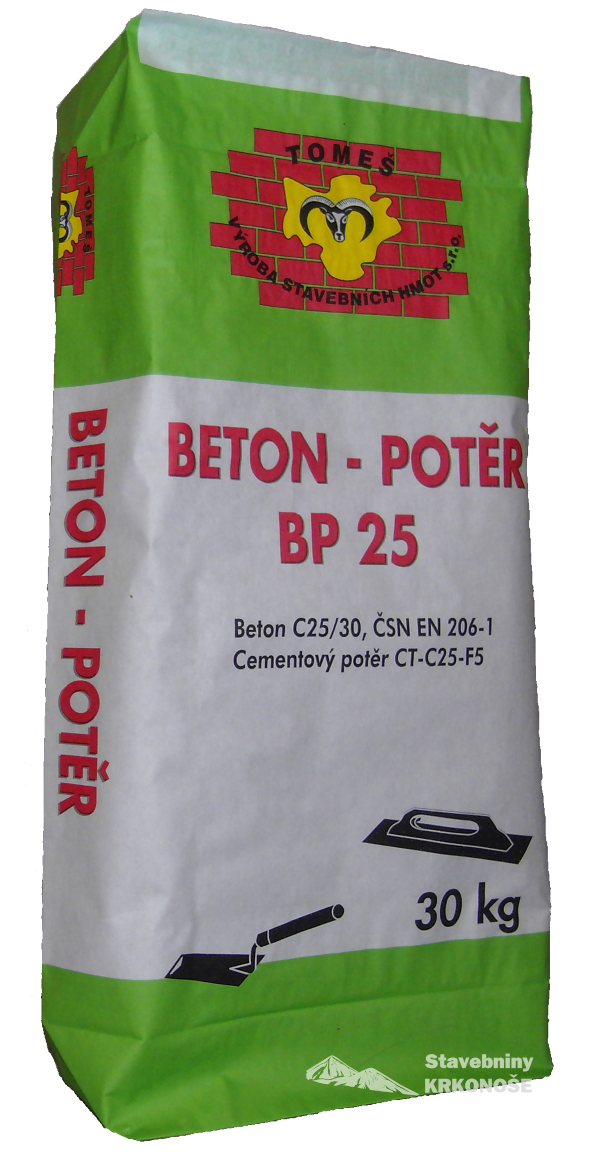 TOMEŠ
VÝROBA STAVEBNÍCH HMOT s.r.o.
TOMEŠ
BETON - POTĚR
BP 25
BETON - POTĚR
Beton C25/30, ČSN EN 206-1
Cementový potěr CT-C25-F5
30 kg
Stavebniny
KRKONOŠE